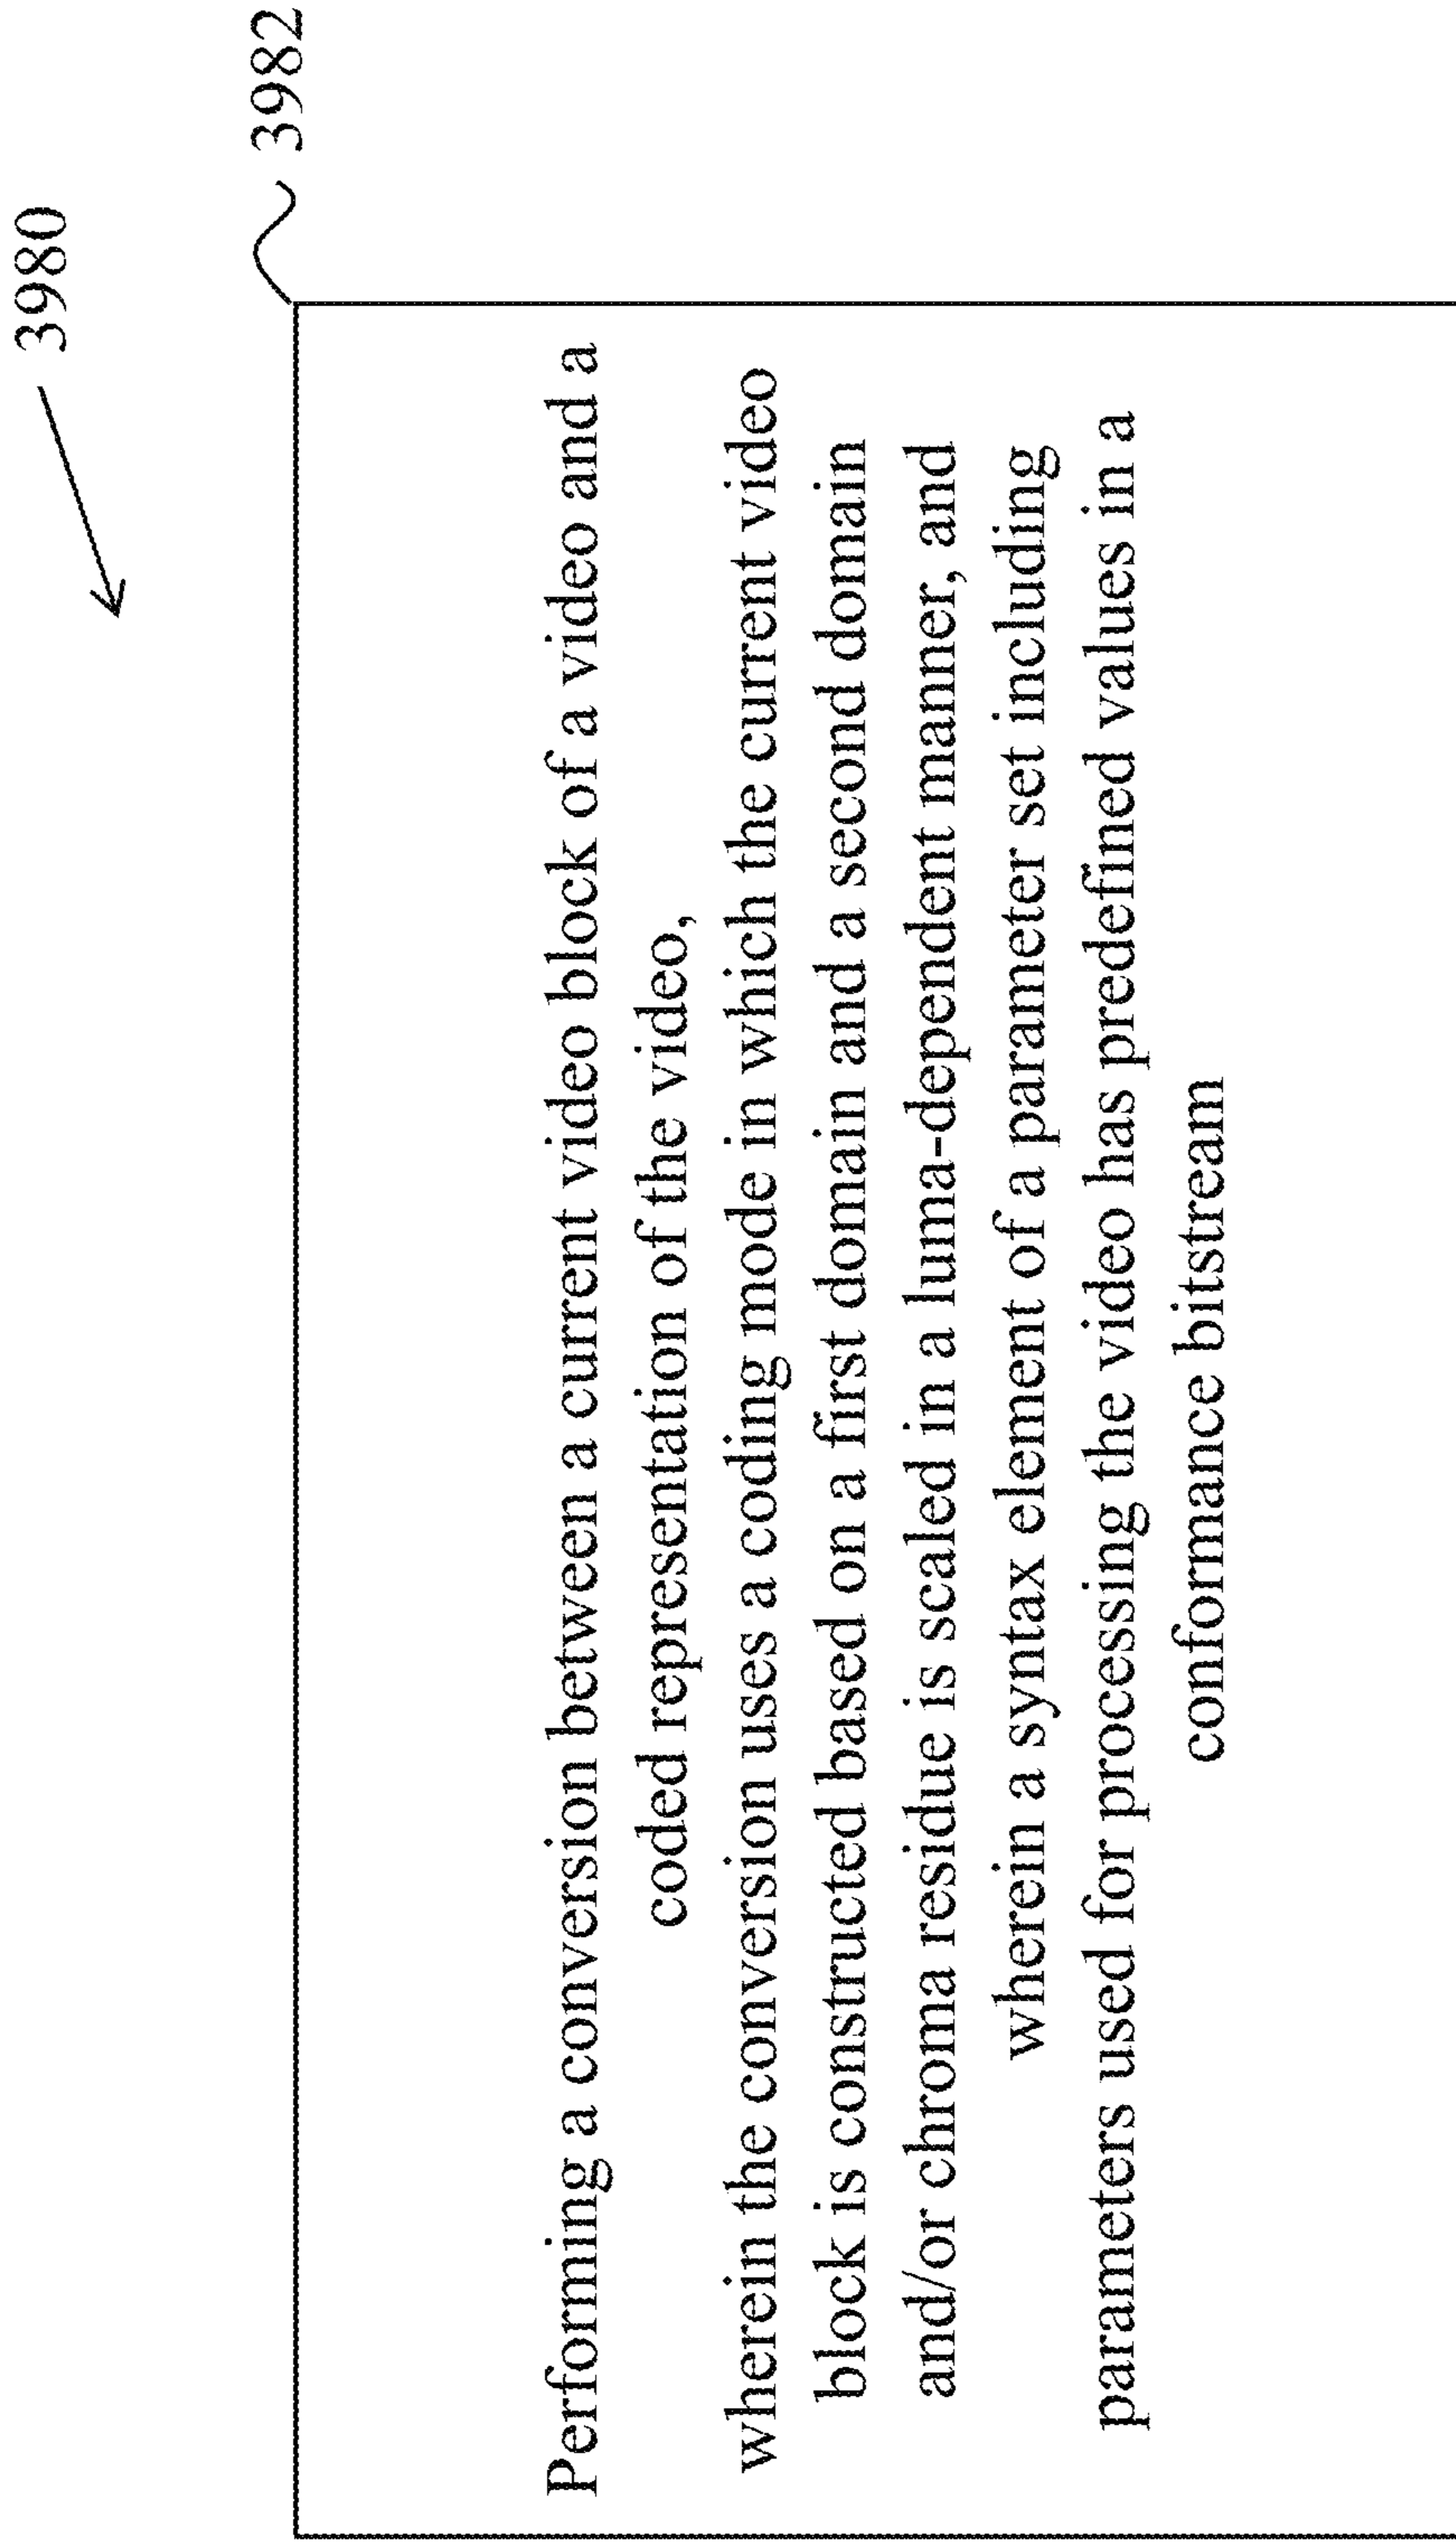 3980
3982
Performing a conversion between a current video block of a video and a
coded representation of the video,
wherein the conversion uses a coding mode in which the current video
block is constructed based on a first domain and a second domain
and/or chroma residue is scaled in a luma-dependent manner, and
wherein a syntax element of a parameter set including
parameters used for processing the video has predefined values in a
conformance bitstream